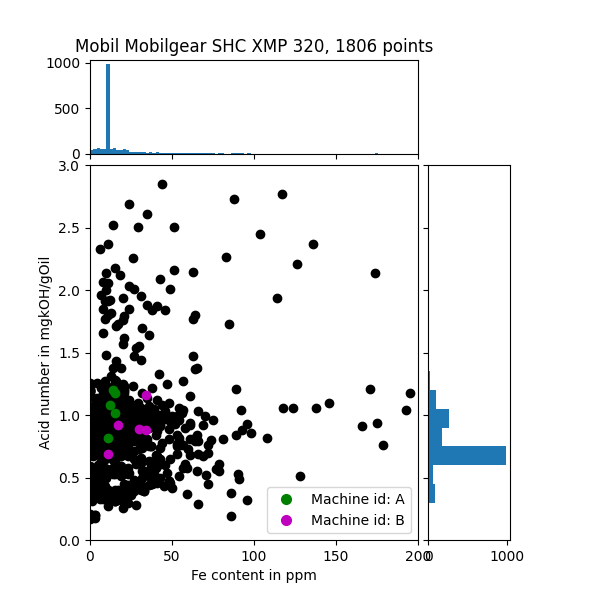 Mobil Mobilgear SHC XMP 320, 1806 points
1000
500
0
3.0
2.5
2.0
1.5
1.0
0.5
0.0
Acid number in mgkOH/gOil
Machine id: A
Machine id: B
0 50 100 150 200
0 1000
Fe content in ppm